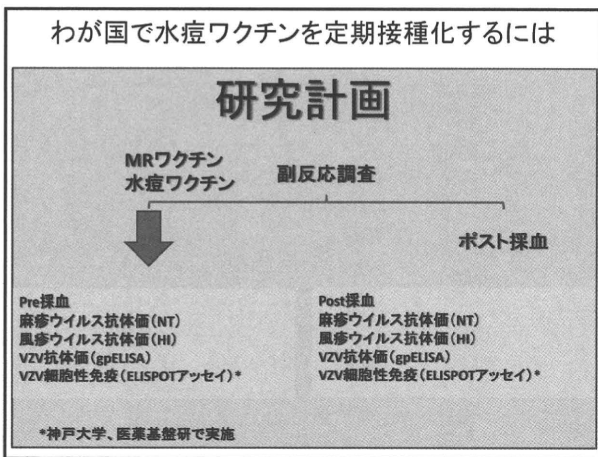 わが国で水痘ワクチンを定期接種化するには
研究計画
MRワクチン
水痘ワクチン
副反応調査
ポスト採血
Pre採血
麻疹ウイルス抗体価(NT)
風疹ウイルス抗体価(HI)
VZV抗体価(gpELISA)
VZV細胞性免疫(ELISPOTアッセイ)*
Post採血
麻疹ウイルス抗体価(NT)
風疹ウイルス抗体価(HI)
VZV抗体価(gpELISA)
VZV細胞性免疫(ELISPOTアッセイ)*
*神戸大学、医薬基盤研で実施